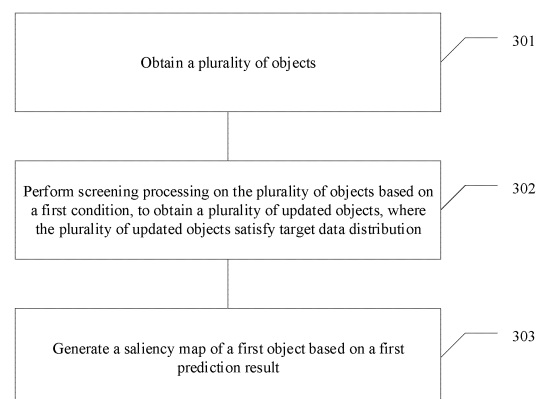 Obtain a plurality of objects
301
Perform screening processing on the plurality of objects based on
a first condition, to obtain a plurality of updated objects, where
the plurality of updated objects satisfy target data distribution
302
Generate a saliency map of a first object based on a first
prediction result
303